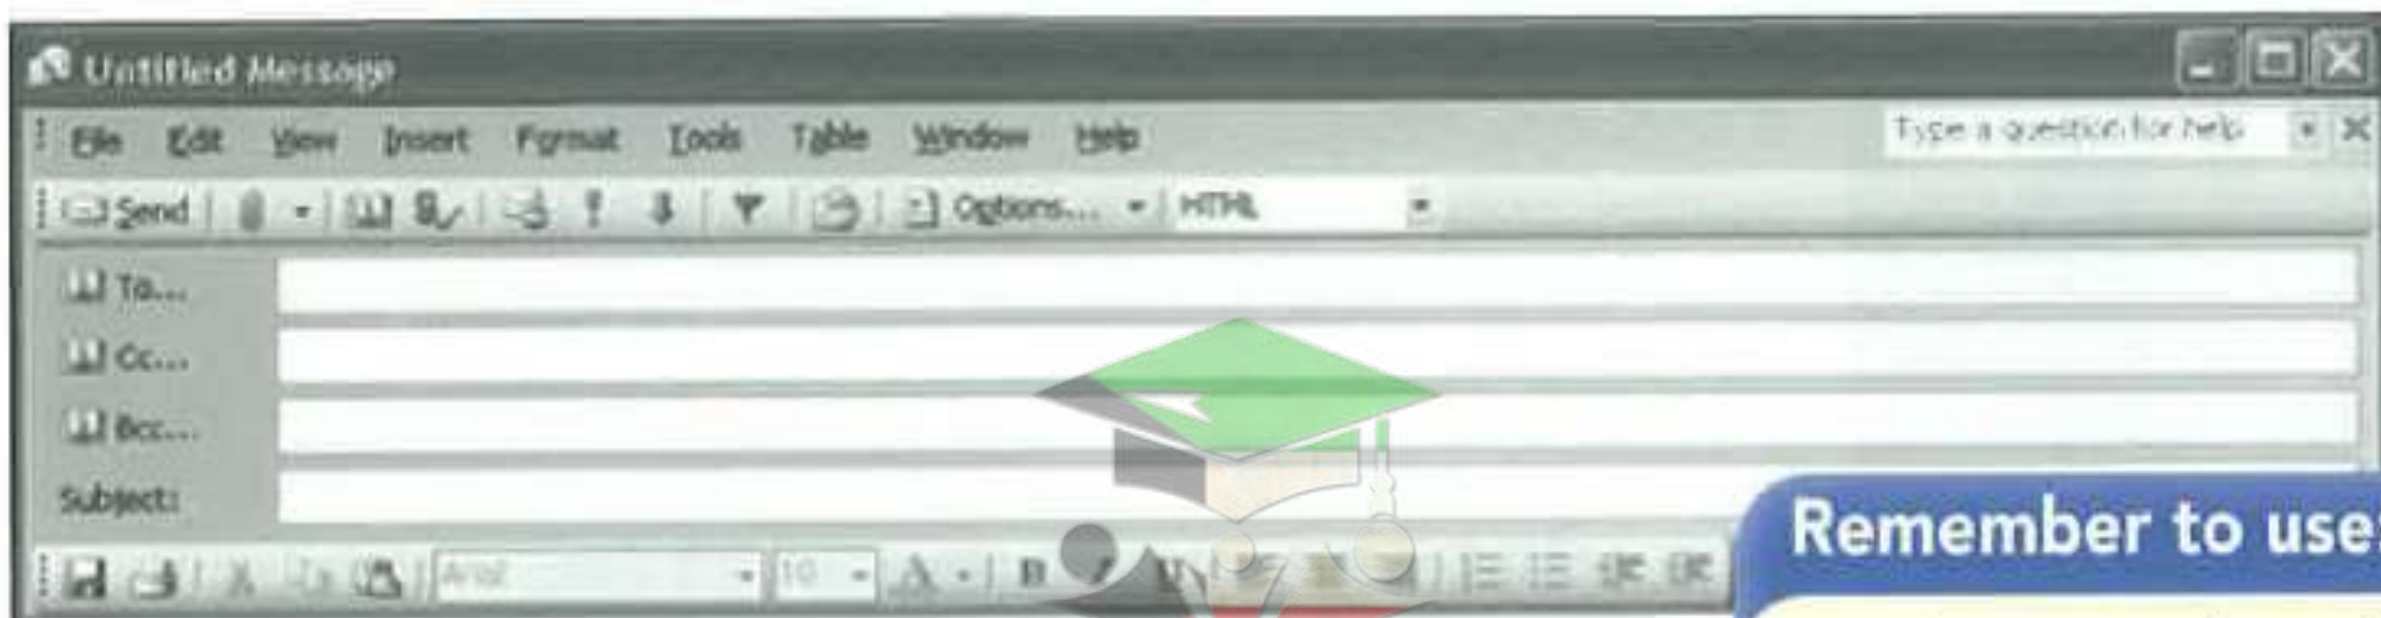 Untitled Message
File Edit View Insert Format Tools Table Window Help Type a question for help
Send Options... HTML
To...
Cc...
Bcc...
Subject:
Remember to use:
Arial 10 A B I U